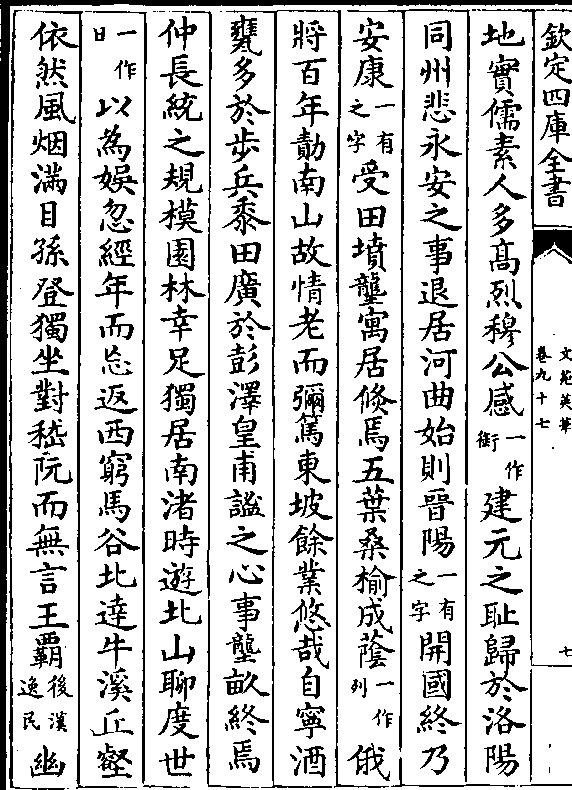 欽定四庫全書
文苑英華
卷九十七
七
地實儒素人多髙烈穆公感一作銜建元之耻歸於洛陽
同州悲永安之事退居河曲始則晉陽一有之字開國終乃
安康一有之字受田墳壟寓居倐焉五葉桑榆成蔭一作列俄
將百年勣南山故情老而彌篤東坡餘業悠哉自寧酒
甕多於步兵黍田廣於彭澤皇甫謐之心事壟畝終焉
仲長統之規模園林幸足獨居南渚時遊北山聊度世
一作日以為娱忽經年而忘返西窮馬谷北達牛溪丘壑
依然風烟滿目孫登獨坐對嵇阮而無言王霸後漢逸民幽